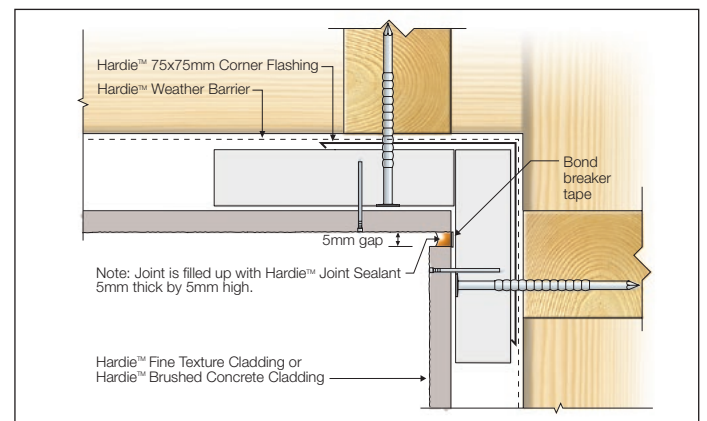 Hardie™ 75x75mm Corner Flashing
Hardie™ Weather Barrier
Bond
breaker
tape
5mm gap
Note: Joint is filled up with Hardie™ Joint Sealant
5mm thick by 5mm high.
Hardie™ Fine Texture Cladding or
Hardie™ Brushed Concrete Cladding